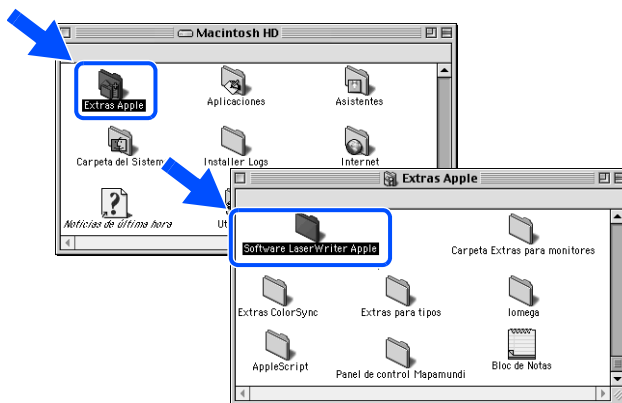 Macintosh HD
Extras Apple
Aplicaciones
Asistentes
Carpeta del Sistem
Installer Logs
Internet
Noticias de última hora
Ut
Extras Apple
Software LaserWriter Apple
Carpeta Extras para monitores
Extras ColorSync
Extras para tipos
Iomega
AppleScript
Panel de control Mapamundi
Bloc de Notas